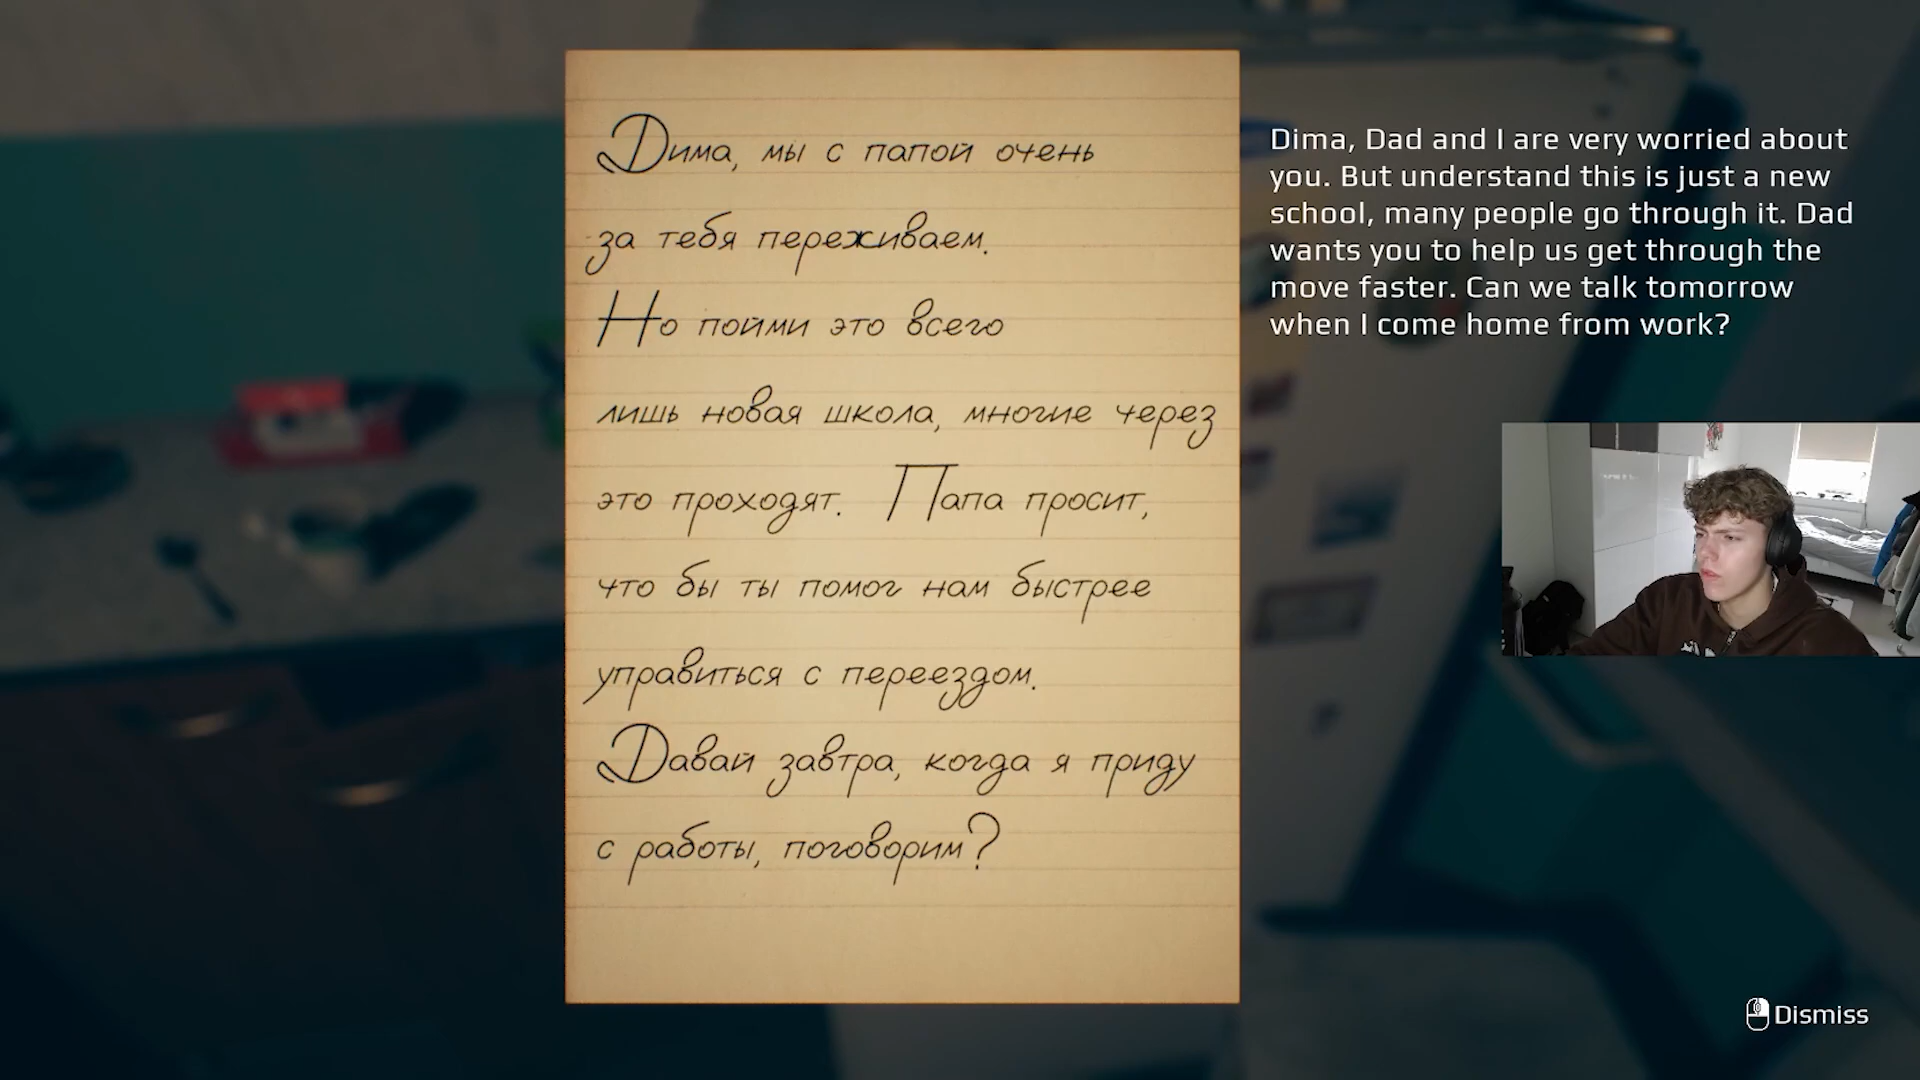 Дима, мы с папой очень
за тебя переживаем.
Но пойми это всего
лишь новая школа, многие через
это проходят. Папа просит,
что бы ты помог нам быстрее
управиться с переездом.
Давай завтра, когда я приду
с работы, поговорим?
Dima, Dad and I are very worried about
you. But understand this is just a new
school, many people go through it. Dad
wants you to help us get through the
move faster. Can we talk tomorrow
when I come home from work?
Dismiss